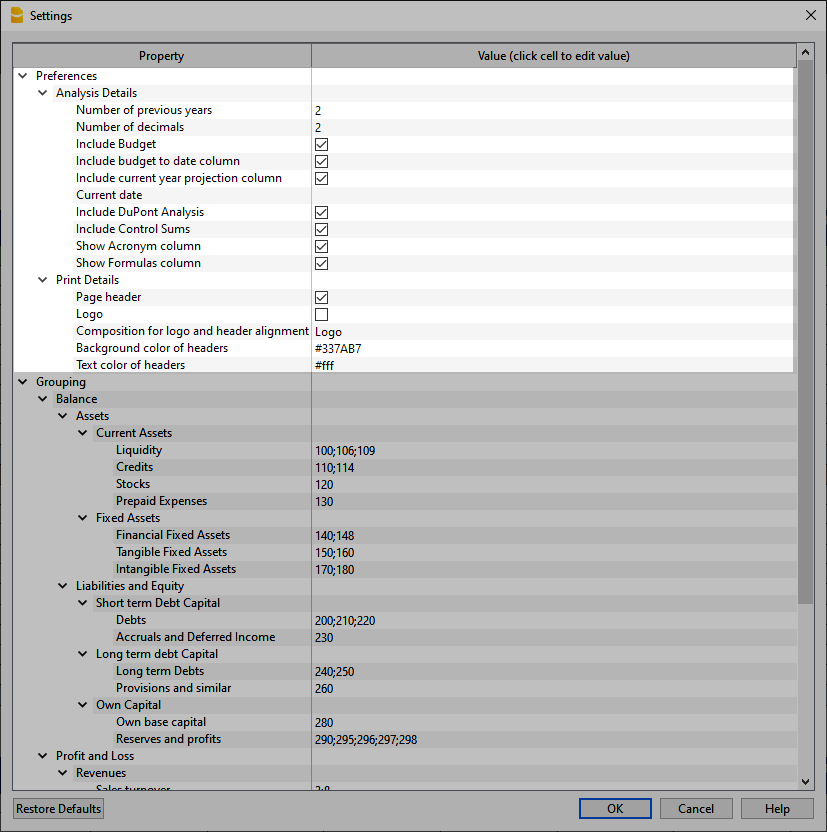 Settings
Property Value (click cell to edit value)
Preferences
Analysis Details
Number of previous years 2
Number of decimals 2
Include Budget
Include budget to date column
Include current year projection column
Current date
Include DuPont Analysis
Include Control Sums
Show Acronym column
Show Formulas column
Print Details
Page header
Logo
Composition for logo and header alignment Logo
Background color of headers #337AB7
Text color of headers #fff
Grouping
Balance
Assets
Current Assets
Liquidity 100;106;109
Credits 110;114
Stocks 120
Prepaid Expenses 130
Fixed Assets
Financial Fixed Assets 140;148
Tangible Fixed Assets 150;160
Intangible Fixed Assets 170;180
Liabilities and Equity
Short term Debt Capital
Debts 200;210;220
Accruals and Deferred Income 230
Long term debt Capital
Long term Debts 240;250
Provisions and similar 260
Own Capital
Own base capital 280
Reserves and profits 290;295;296;297;298
Profit and Loss
Revenues
Sales turnover
Restore Defaults OK Cancel Help